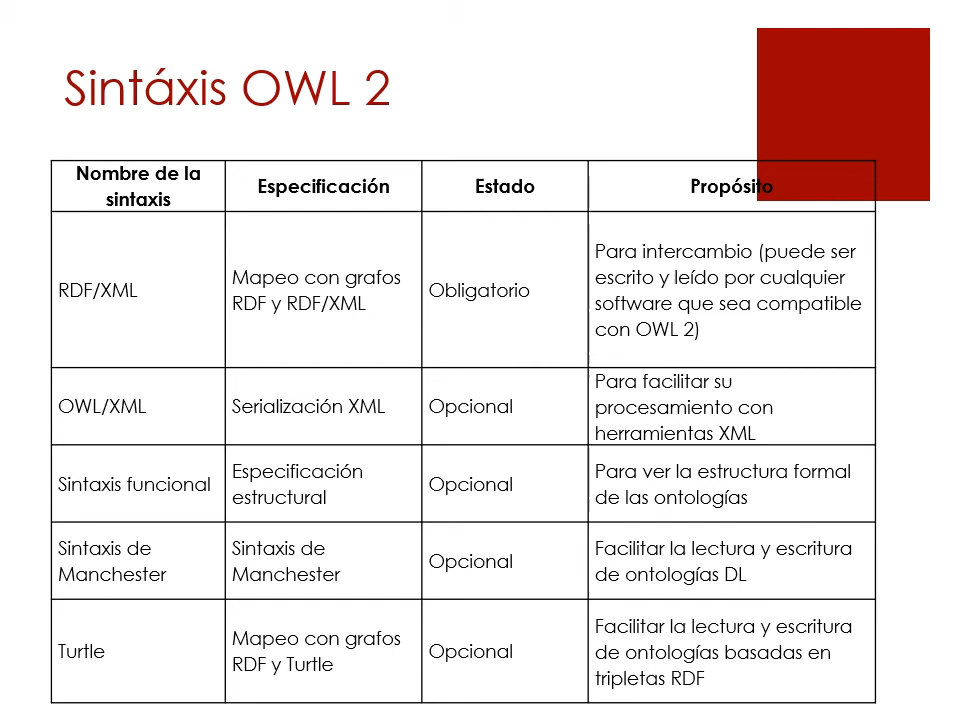 Sintáxis OWL 2
Nombre de la
sintaxis
Especificación
Estado
Propósito
RDF/XML
Mapeo con grafos
RDF y RDF/XML
Obligatorio
Para intercambio (puede ser
escrito y leído por cualquier
software que sea compatible
con OWL 2)
OWL/XML
Serialización XML
Opcional
Para facilitar su
procesamiento con
herramientas XML
Sintaxis funcional
Especificación
estructural
Opcional
Para ver la estructura formal
de las ontologías
Sintaxis de
Manchester
Sintaxis de
Manchester
Opcional
Facilitar la lectura y escritura
de ontologías DL
Turtle
Mapeo con grafos
RDF y Turtle
Opcional
Facilitar la lectura y escritura
de ontologías basadas en
tripletas RDF